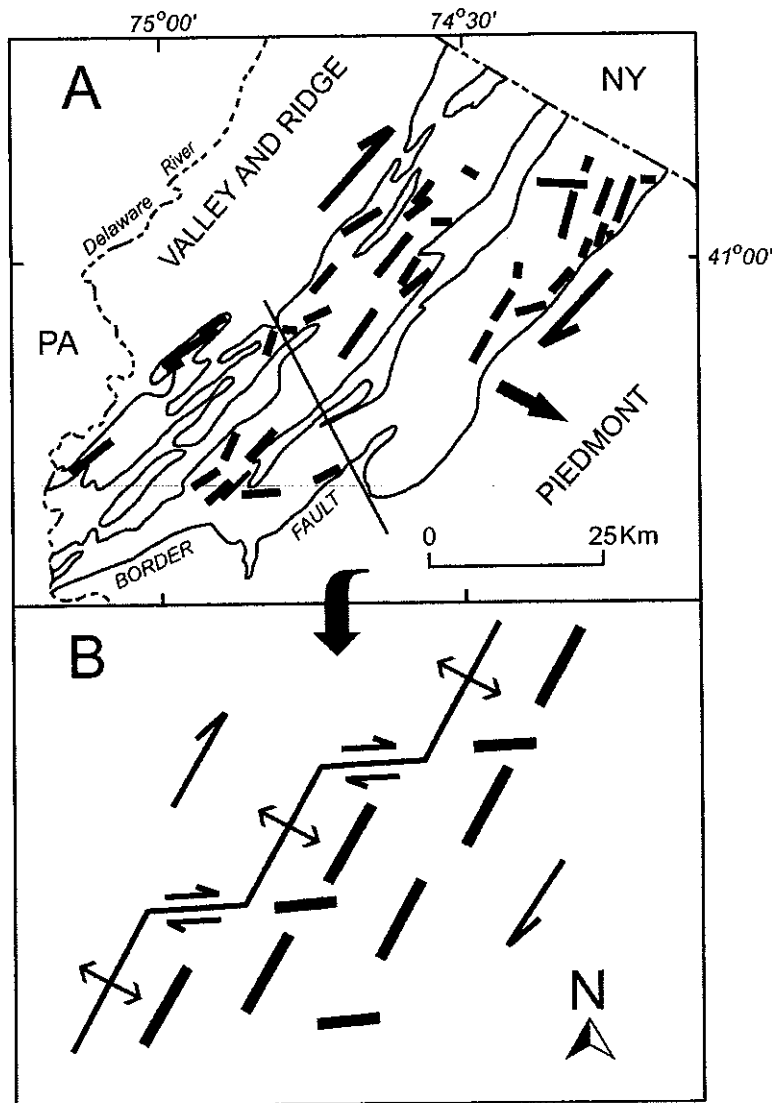 75°00'
74°30'
A
NY
VALLEY AND RIDGE
Delaware River
41°00'
PA
PIEDMONT
0 25Km
BORDER FAULT
B
N